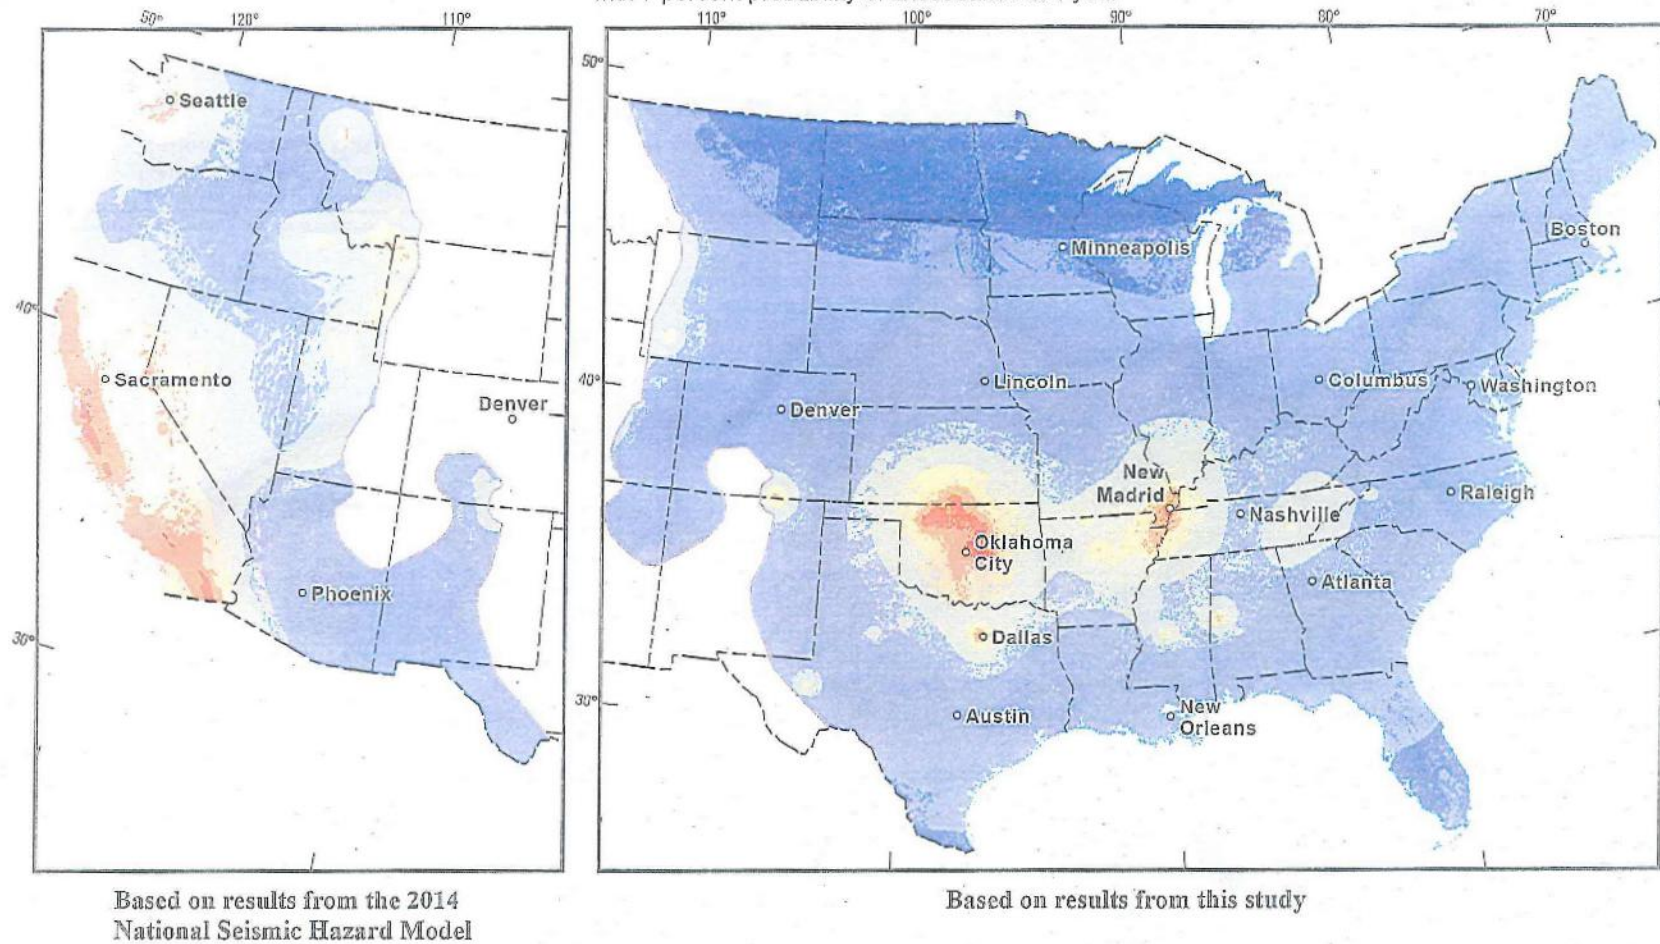 50° 120° 110°
110° 100° 90° 80° 70°
50°
Seattle
40°
Sacramento
Denver
Phoenix
30°
Boston
Minneapolis
40°
Lincoln
Columbus
Washington
Denver
New
Madrid
Raleigh
Nashville
Oklahoma
City
Atlanta
Dallas
30°
Austin
New
Orleans
Based on results from the 2014
National Seismic Hazard Model
Based on results from this study